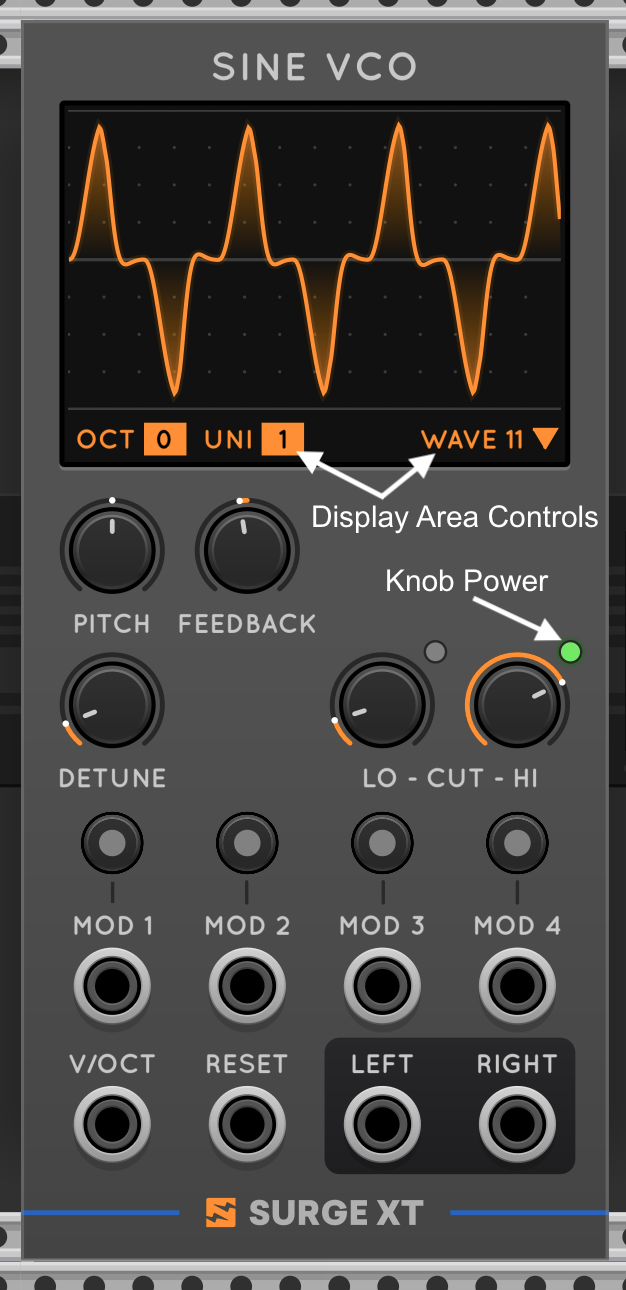 SINE VCO
OCT 0 UNI 1 WAVE 11
Display Area Controls
Knob Power
PITCH FEEDBACK
DETUNE LO - CUT - HI
MOD 1 MOD 2 MOD 3 MOD 4
V/OCT RESET LEFT RIGHT
SURGE XT